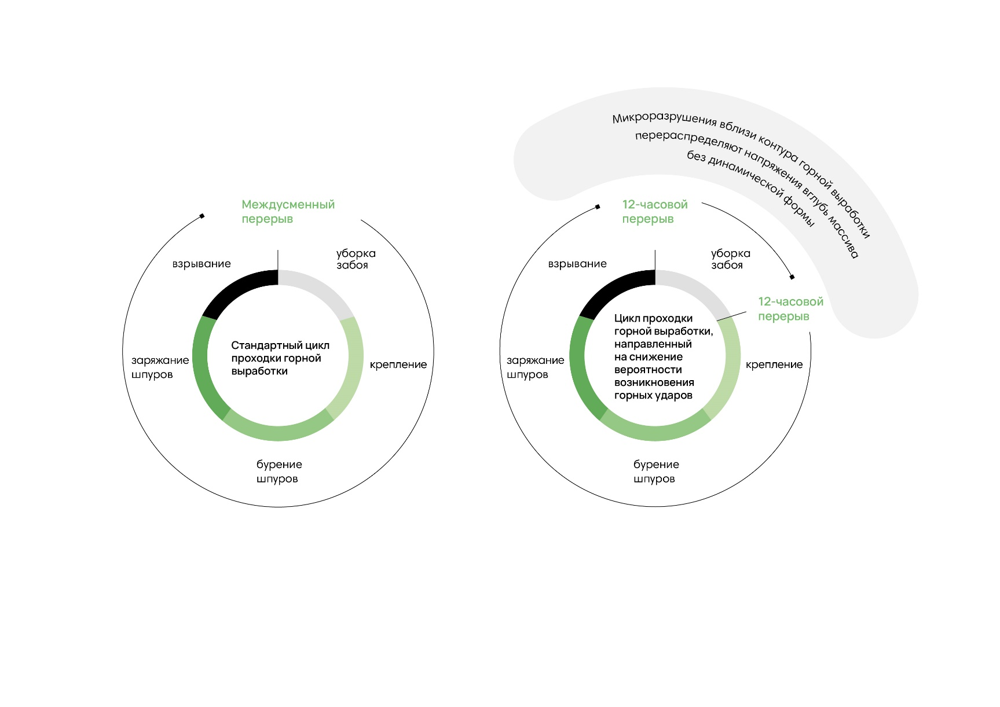 Междусменный
перерыв
взрывание
уборка
забоя
Стандартный цикл
проходки горной
выработки
заряжание
шпуров
крепление
бурение
шпуров
Микроразрушения вблизи контура горной выработки
перераспределяют напряжения вглубь массива
без динамической формы
12-часовой
перерыв
взрывание
уборка
забоя
12-часовой
перерыв
Цикл проходки
горной выработки,
направленный
на снижение
вероятности
возникновения
горных ударов
заряжание
шпуров
крепление
бурение
шпуров